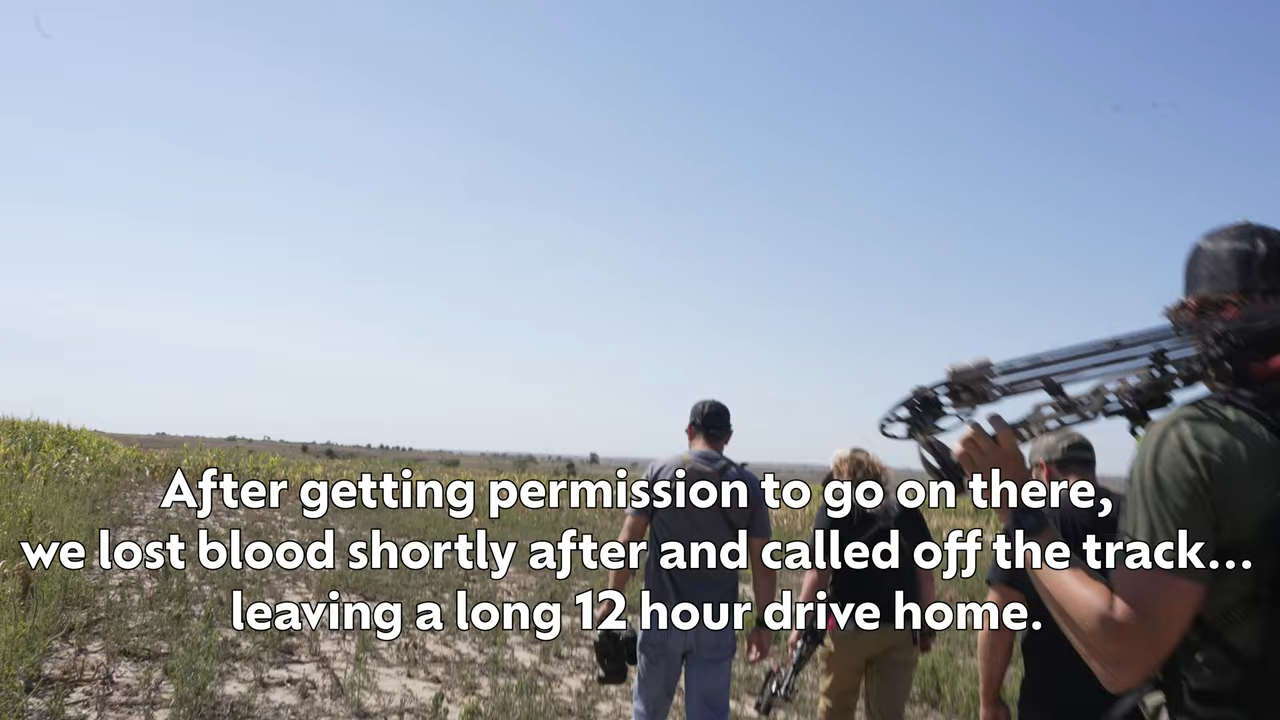 After getting permission to go on there,
we lost blood shortly after and called off the track...
leaving a long 12 hour drive home.